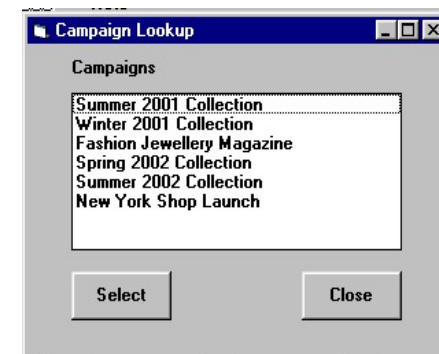 Campaign Lookup
Campaigns
Summer 2001 Collection
Winter 2001 Collection
Fashion Jewellery Magazine
Spring 2002 Collection
Summer 2002 Collection
New York Shop Launch
Select
Close